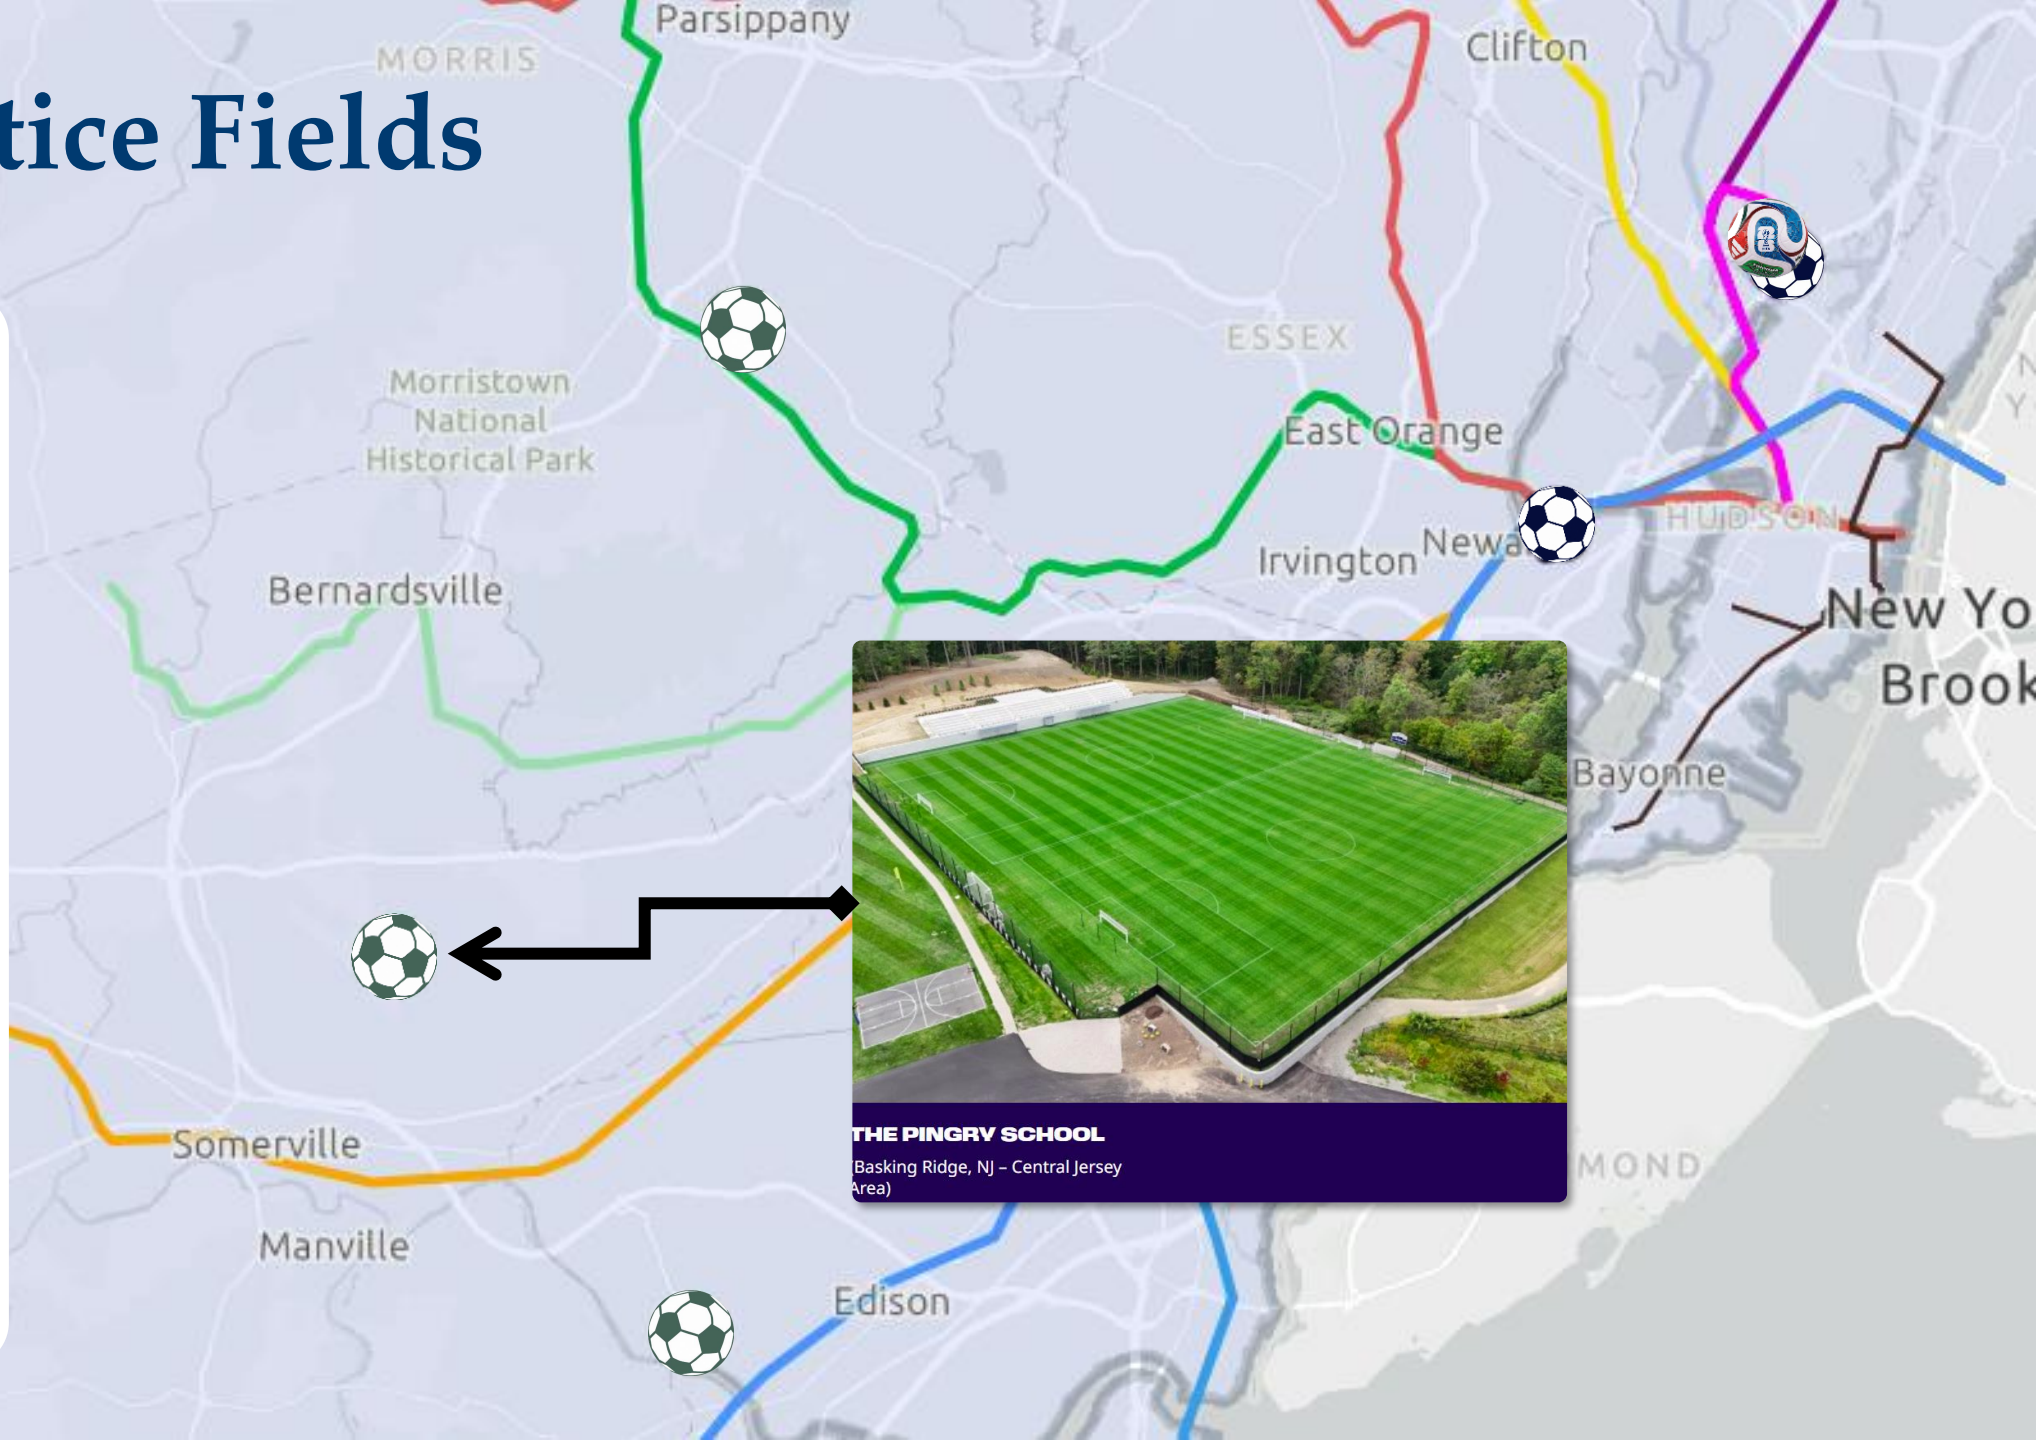 Parsippany
MORRIS
Clifton
tice Fields
ESSEX
Morristown
National
Historical Park
East Orange
HUDSON
Newa
Irvington
Bernardsville
New Yo
Brook
Bayonne
THE PINGRY SCHOOL
(Basking Ridge, NJ – Central Jersey
Area)
MOND
Somerville
Manville
Edison